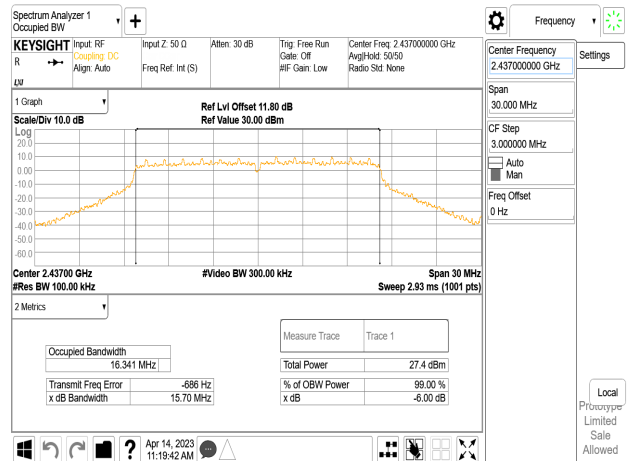 Spectrum Analyzer 1
Occupied BW
Frequency
KEYSIGHT
R
Input: RF
Coupling: DC
Align: Auto
Input Z: 50 Ω
Freq Ref: Int (S)
Atten: 30 dB
Trig: Free Run
Gate: Off
#IF Gain: Low
Center Freq: 2.437000000 GHz
Avg|Hold: 50/50
Radio Std: None
Center Frequency
2.437000000 GHz
Settings
Span
30.000 MHz
CF Step
3.000000 MHz
Auto
Man
Freq Offset
0 Hz
1 Graph
Scale/Div 10.0 dB
Ref Lvl Offset 11.80 dB
Ref Value 30.00 dBm
Log
20.0
10.0
0.00
-10.0
-20.0
-30.0
-40.0
-50.0
-60.0
Center 2.43700 GHz
#Video BW 300.00 kHz
Span 30 MHz
#Res BW 100.00 kHz
Sweep 2.93 ms (1001 pts)
2 Metrics
Measure Trace
Trace 1
Occupied Bandwidth
16.341 MHz
Total Power
27.4 dBm
Transmit Freq Error
-686 Hz
% of OBW Power
99.00 %
x dB Bandwidth
15.70 MHz
x dB
-6.00 dB
Local
Prototype
Limited
Sale
Allowed
?
Apr 14, 2023
11:19:42 AM